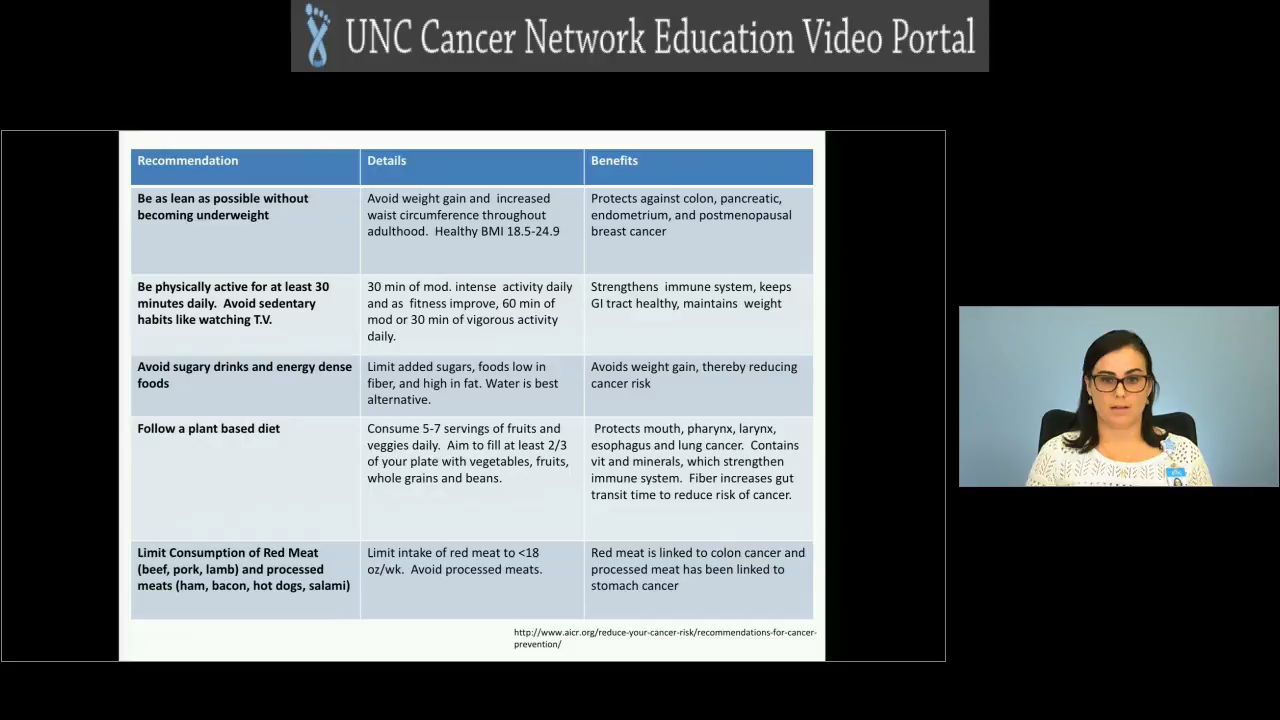 UNC Cancer Network Education Video Portal
Recommendation
Details
Benefits
Be as lean as possible without
becoming underweight
Avoid weight gain and increased
waist circumference throughout
adulthood. Healthy BMI 18.5-24.9
Protects against colon, pancreatic,
endometrium, and postmenopausal
breast cancer
Be physically active for at least 30
minutes daily. Avoid sedentary
habits like watching T.V.
30 min of mod. intense activity daily
and as fitness improve, 60 min of
mod or 30 min of vigorous activity
daily.
Strengthens immune system, keeps
GI tract healthy, maintains weight
Avoid sugary drinks and energy dense
foods
Limit added sugars, foods low in
fiber, and high in fat. Water is best
alternative.
Avoids weight gain, thereby reducing
cancer risk
Follow a plant based diet
Consume 5-7 servings of fruits and
veggies daily. Aim to fill at least 2/3
of your plate with vegetables, fruits,
whole grains and beans.
Protects mouth, pharynx, larynx,
esophagus and lung cancer. Contains
vit and minerals, which strengthen
immune system. Fiber increases gut
transit time to reduce risk of cancer.
Limit Consumption of Red Meat
(beef, pork, lamb) and processed
meats (ham, bacon, hot dogs, salami)
Limit intake of red meat to <18
oz/wk. Avoid processed meats.
Red meat is linked to colon cancer and
processed meat has been linked to
stomach cancer
http://www.aicr.org/reduce-your-cancer-risk/recommendations-for-cancer-
prevention/